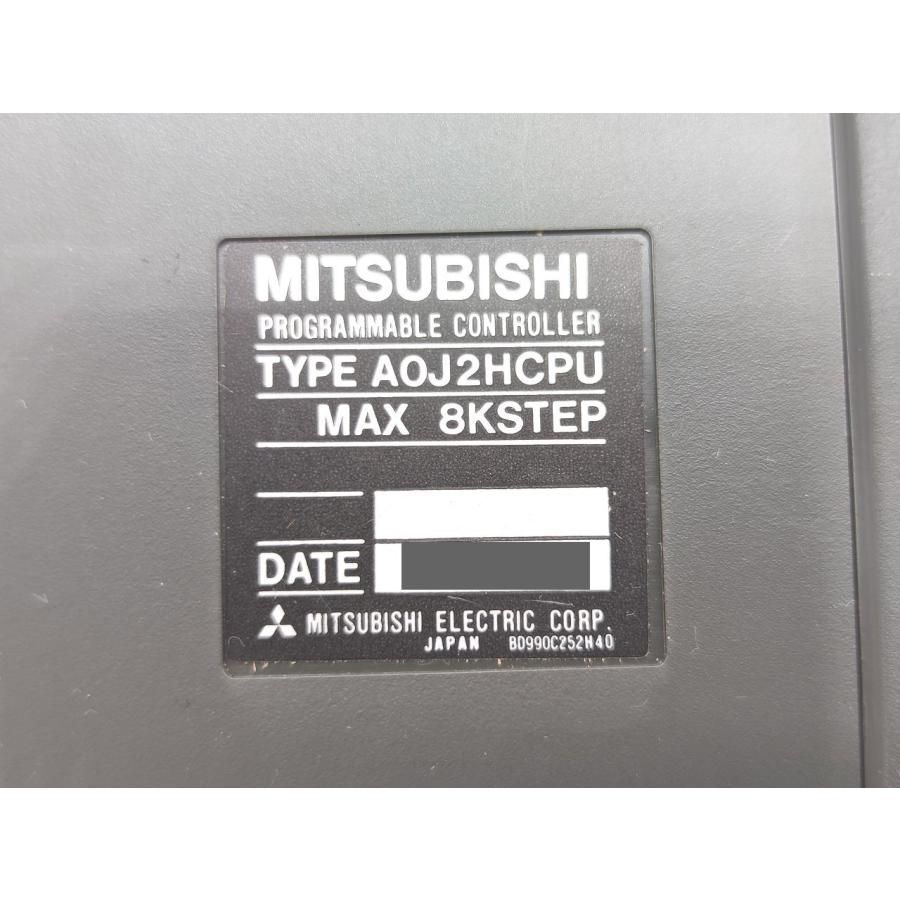 MITSUBISHI
PROGRAMMABLE CONTROLLER
TYPE A0J2HCPU
MAX 8KSTEP
DATE
MITSUBISHI ELECTRIC CORP.
JAPAN BD990C252H40